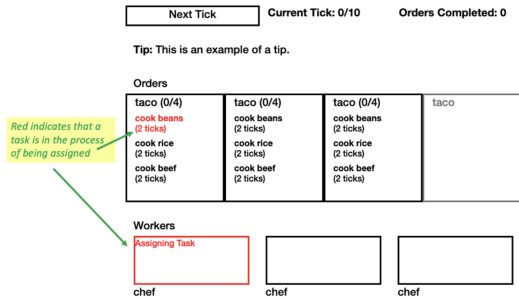 Next Tick
Current Tick: 0/10
Orders Completed: 0
Tip: This is an example of a tip.
Orders
taco (0/4)
cook beans
(2 ticks)
cook rice
(2 ticks)
cook beef
(2 ticks)
taco (0/4)
cook beans
(2 ticks)
cook rice
(2 ticks)
cook beef
(2 ticks)
taco (0/4)
cook beans
(2 ticks)
cook rice
(2 ticks)
cook beef
(2 ticks)
taco
Red indicates that a
task is in the process
of being assigned
Workers
Assigning Task
chef
chef
chef